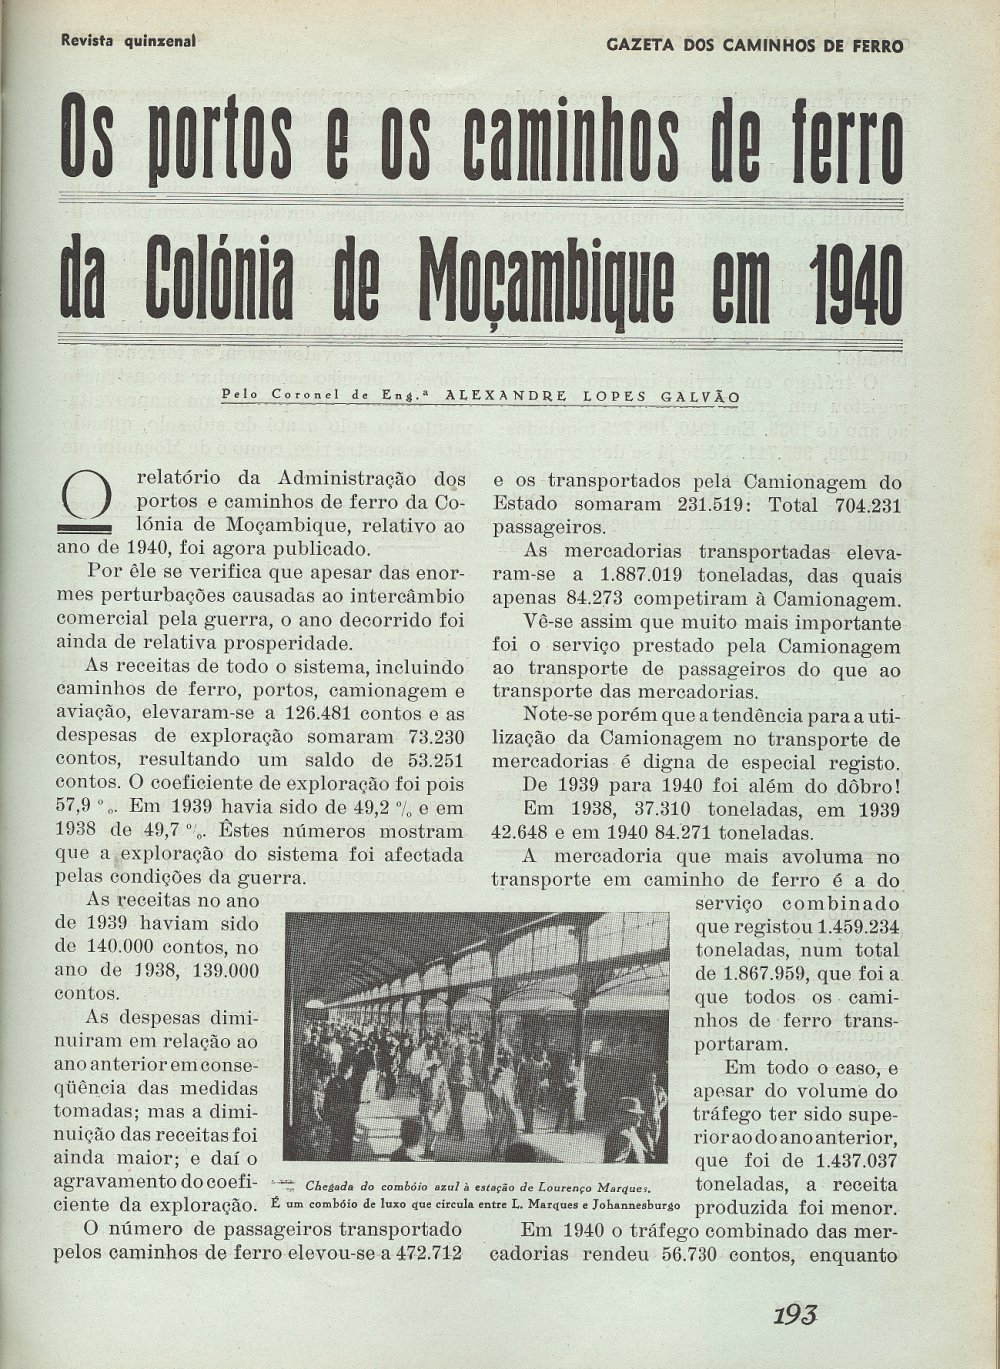 Revista quinzenal
GAZETA DOS CAMINHOS DE FERRO
Os portos e os caminhos de ferro
da Colónia de Moçambique em 1940
Pelo Coronel de Eng.ª ALEXANDRE LOPES GALVÃO
O relatório da Administração dos
portos e caminhos de ferro da Co-
lónia de Moçambique, relativo ao
ano de 1940, foi agora publicado.
Por êle se verifica que apesar das enor-
mes perturbações causadas ao intercâmbio
comercial pela guerra, o ano decorrido foi
ainda de relativa prosperidade.
As receitas de todo o sistema, incluindo
caminhos de ferro, portos, camionagem e
aviação, elevaram-se a 126.481 contos e as
despesas de exploração somaram 73.230
contos, resultando um saldo de 53.251
contos. O coeficiente de exploração foi pois
57,9 %. Em 1939 havia sido de 49,2 % e em
1938 de 49,7 %. Êstes números mostram
que a exploração do sistema foi afectada
pelas condições da guerra.
As receitas no ano
de 1939 haviam sido
de 140.000 contos, no
ano de 1938, 139.000
contos.
As despesas dimi-
nuiram em relação ao
ano anterior em conse-
qüência das medidas
tomadas; mas a dimi-
nuição das receitas foi
ainda maior; e daí o
agravamento do coefi-
ciente da exploração.
O número de passageiros transportado
pelos caminhos de ferro elevou-se a 472.712
e os transportados pela Camionagem do
Estado somaram 231.519: Total 704.231
passageiros.
As mercadorias transportadas eleva-
ram-se a 1.887.019 toneladas, das quais
apenas 84.273 competiram à Camionagem.
Vê-se assim que muito mais importante
foi o serviço prestado pela Camionagem
ao transporte de passageiros do que ao
transporte das mercadorias.
Note-se porém que a tendência para a uti-
lização da Camionagem no transporte de
mercadorias é digna de especial registo.
De 1939 para 1940 foi além do dôbro!
Em 1938, 37.310 toneladas, em 1939
42.648 e em 1940 84.271 toneladas.
A mercadoria que mais avoluma no
transporte em caminho de ferro é a do
serviço combinado
que registou 1.459.234
toneladas, num total
de 1.867.959, que foi a
que todos os cami-
nhos de ferro trans-
portaram.
Em todo o caso, e
apesar do volume do
tráfego ter sido supe-
rior ao do ano anterior,
que foi de 1.437.037
toneladas, a receita
produzida foi menor.
Em 1940 o tráfego combinado das mer-
cadorias rendeu 56.730 contos, enquanto
Chegada do combóio azul à estação de Lourenço Marques.
É um combóio de luxo que circula entre L. Marques e Johannesburgo
193